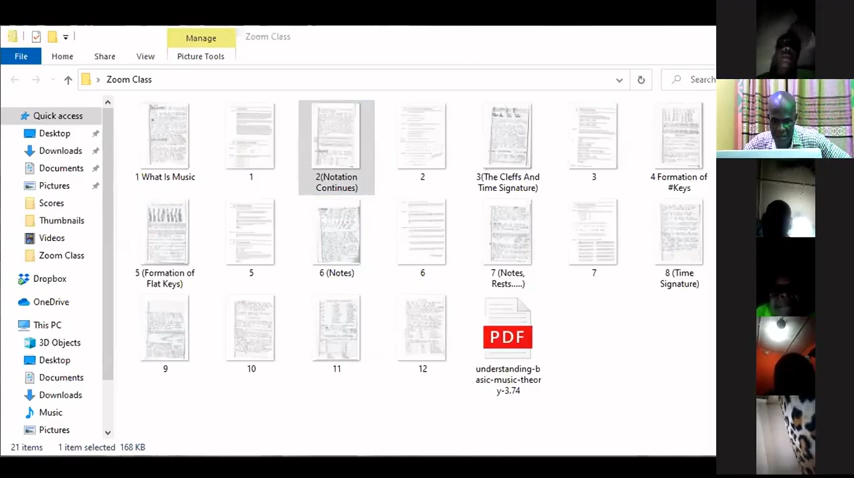 Manage
Zoom Class
File
Home
Share
View
Picture Tools
Zoom Class
Search
Quick access
Desktop
Downloads
Documents
Pictures
Scores
Thumbnails
Videos
Zoom Class
Dropbox
OneDrive
This PC
3D Objects
Desktop
Documents
Downloads
Music
Pictures
1 What Is Music
1
2(Notation
Continues)
2
3(The Cleffs And
Time Signature)
3
4 Formation of
#Keys
5 (Formation of
Flat Keys)
5
6 (Notes)
6
7 (Notes,
Rests.....)
7
8 (Time
Signature)
9
10
11
12
PDF
understanding-b
asic-music-theor
y-3.74
21 items
1 item selected 168 KB